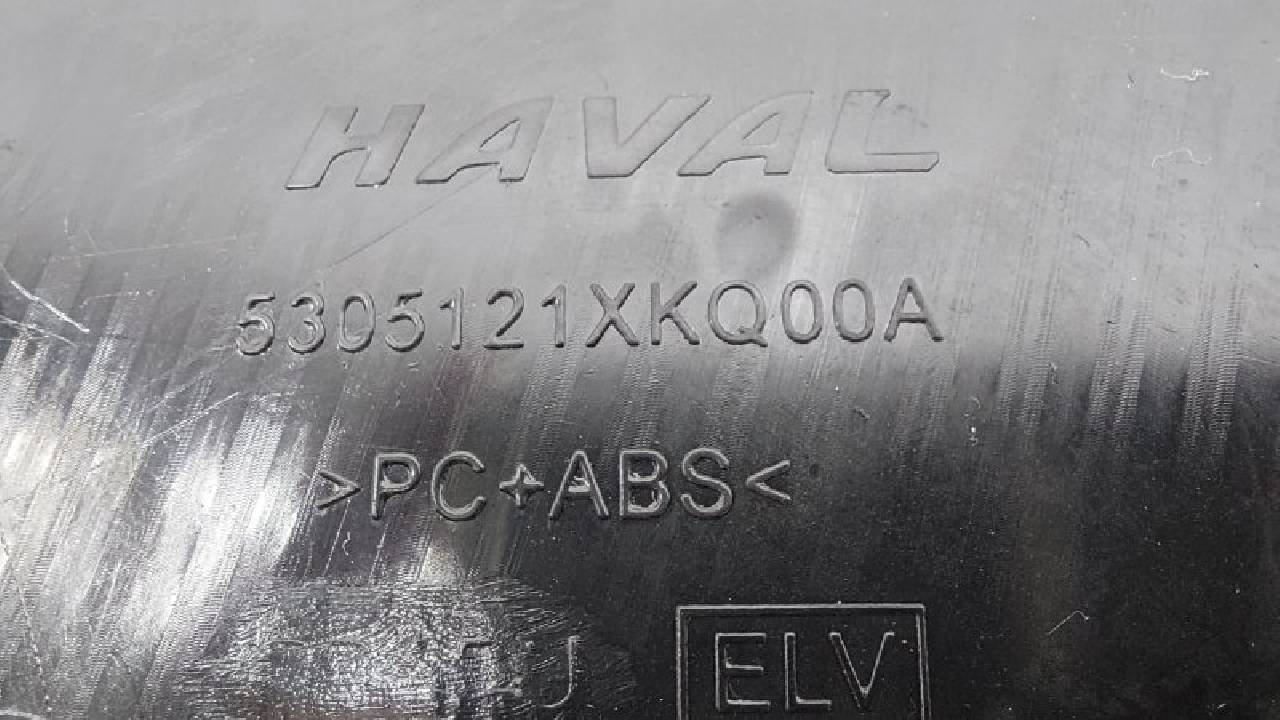 HAVAL
5305121XKQ00A
>PC+ABS<
ELV